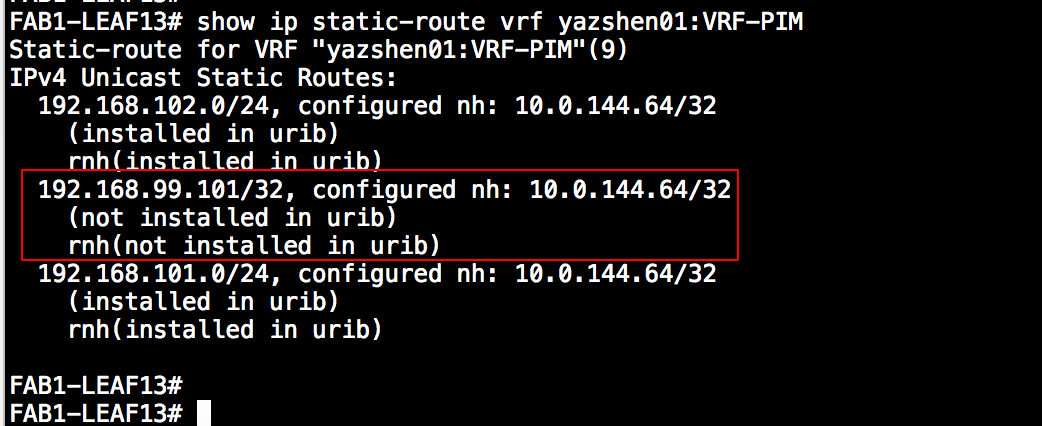 FAB1-LEAF13# show ip static-route vrf yazshen01:VRF-PIM
Static-route for VRF "yazshen01:VRF-PIM"(9)
IPv4 Unicast Static Routes:
192.168.102.0/24, configured nh: 10.0.144.64/32
(installed in urib)
rnh(installed in urib)
192.168.99.101/32, configured nh: 10.0.144.64/32
(not installed in urib)
rnh(not installed in urib)
192.168.101.0/24, configured nh: 10.0.144.64/32
(installed in urib)
rnh(installed in urib)
FAB1-LEAF13#
FAB1-LEAF13#